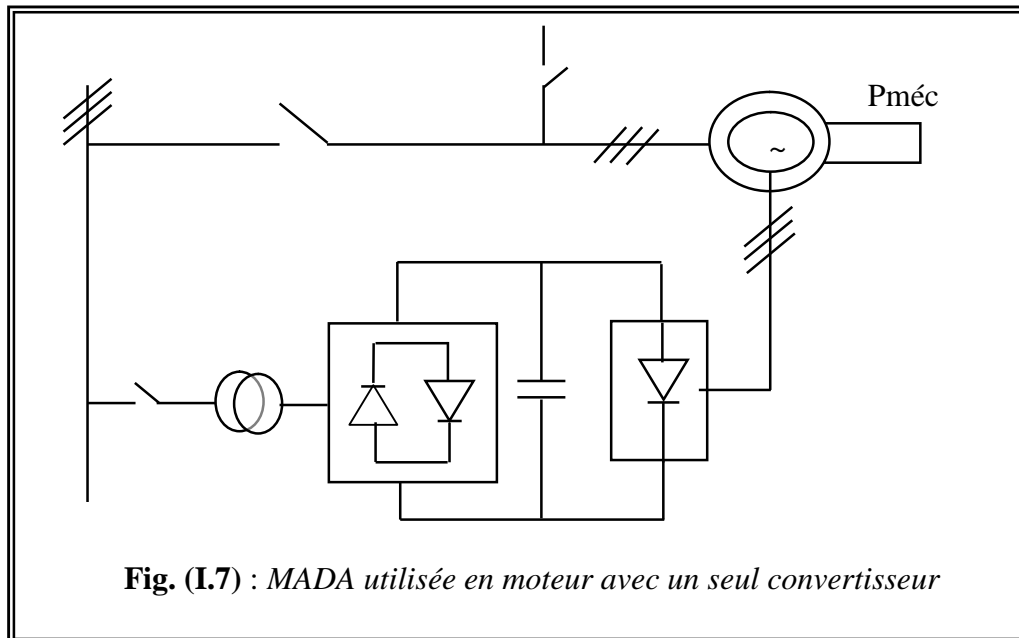 Pméc
~
Fig. (I.7) : MADA utilisée en moteur avec un seul convertisseur